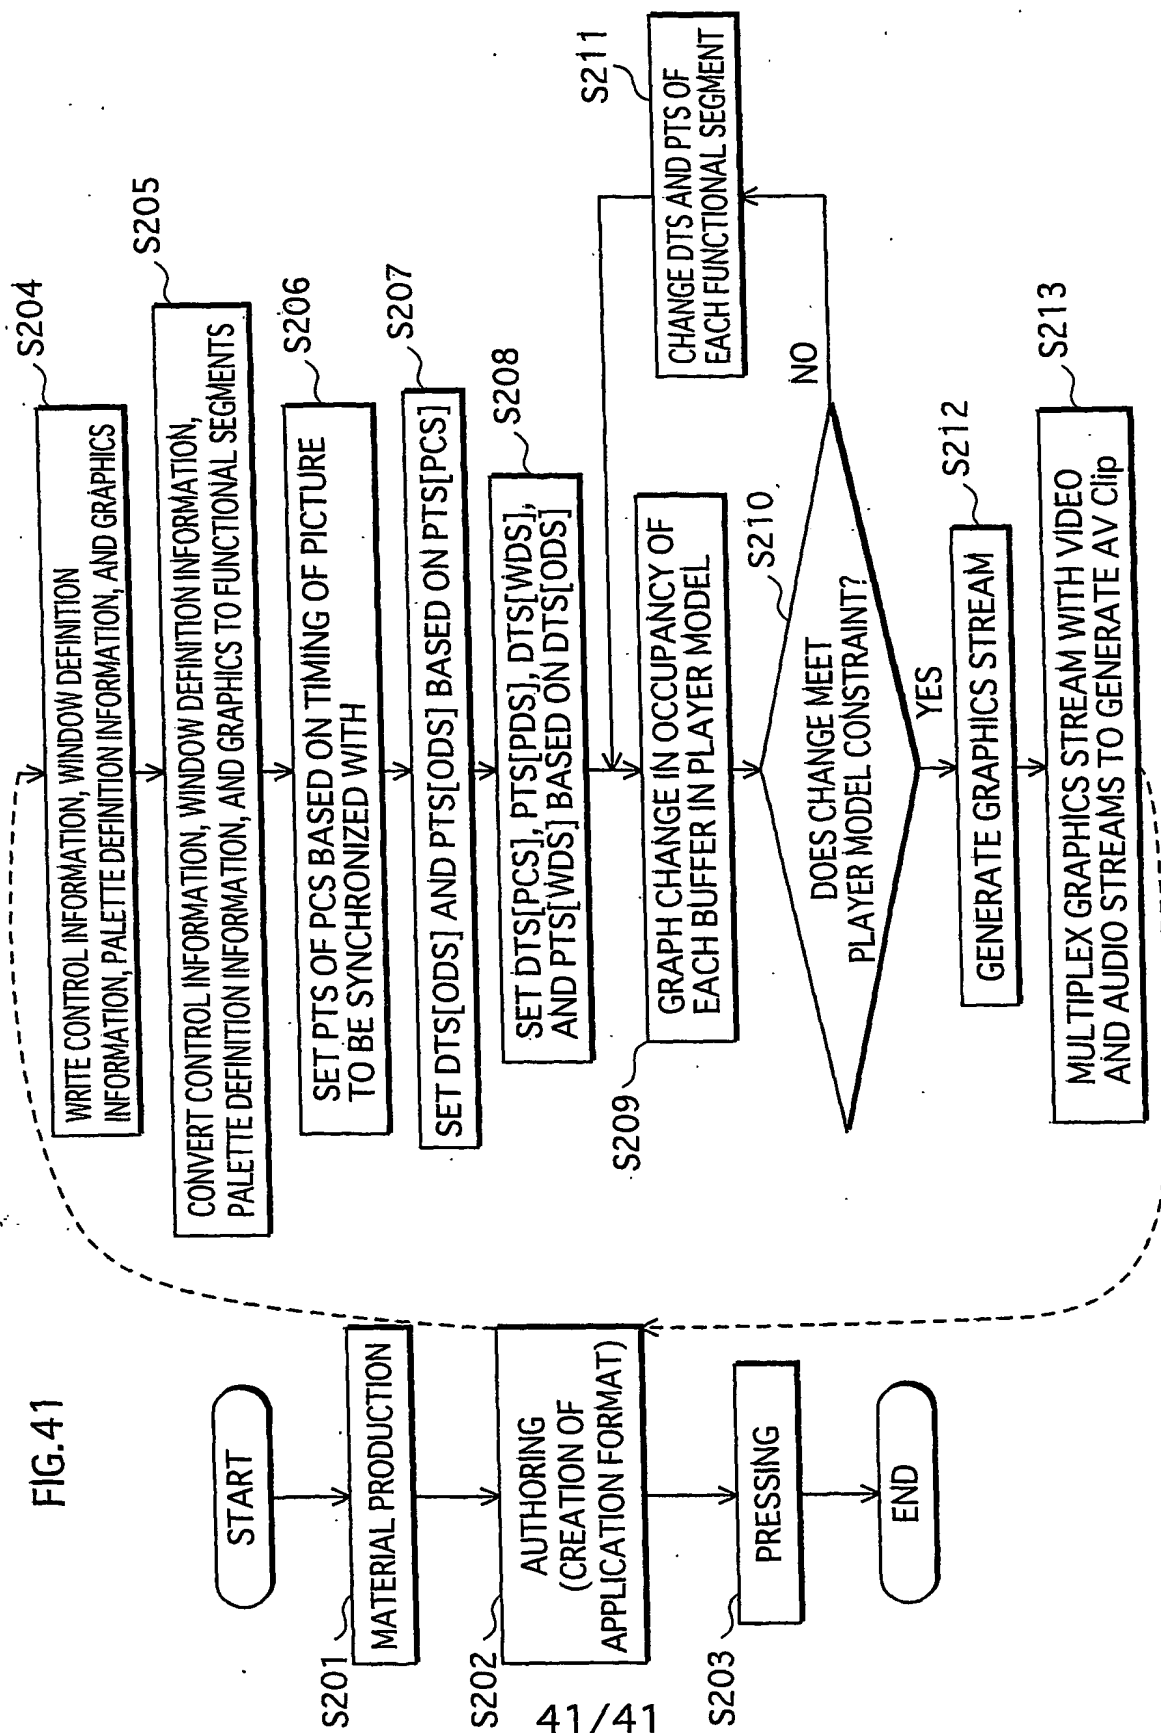 FIG.41
START
S201
MATERIAL PRODUCTION
S202
AUTHORING
(CREATION OF
APPLICATION FORMAT)
S203
PRESSING
END
S204
WRITE CONTROL INFORMATION, WINDOW DEFINITION
INFORMATION, PALETTE DEFINITION INFORMATION, AND GRAPHICS
S205
CONVERT CONTROL INFORMATION, WINDOW DEFINITION INFORMATION,
PALETTE DEFINITION INFORMATION, AND GRAPHICS TO FUNCTIONAL SEGMENTS
S206
SET PTS OF PCS BASED ON TIMING OF PICTURE
TO BE SYNCHRONIZED WITH
S207
SET DTS[ODS] AND PTS[ODS] BASED ON PTS[PCS]
S208
SET DTS[PCS], PTS[PDS], DTS[WDS],
AND PTS[WDS] BASED ON DTS[ODS]
S209
GRAPH CHANGE IN OCCUPANCY OF
EACH BUFFER IN PLAYER MODEL
S210
DOES CHANGE MEET
PLAYER MODEL CONSTRAINT?
NO
YES
S211
CHANGE DTS AND PTS OF
EACH FUNCTIONAL SEGMENT
S212
GENERATE GRAPHICS STREAM
S213
MULTIPLEX GRAPHICS STREAM WITH VIDEO
AND AUDIO STREAMS TO GENERATE AV Clip
41/41